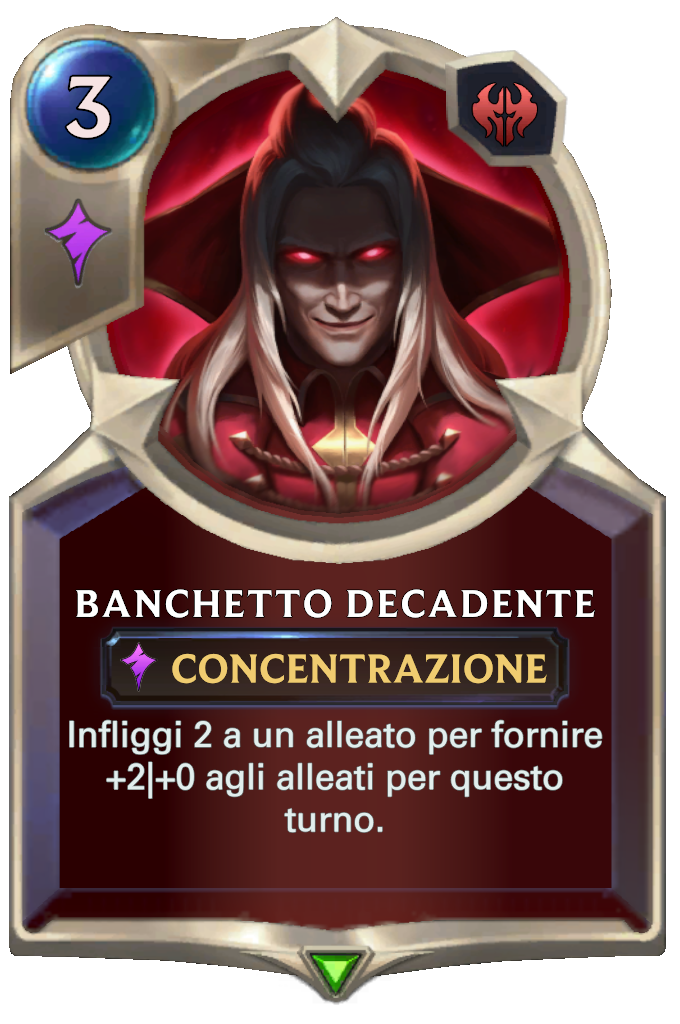 3
BANCHETTO DECADENTE
CONCENTRAZIONE
Infliggi 2 a un alleato per fornire
+2|+0 agli alleati per questo
turno.